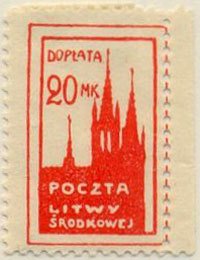 DOPŁATA
20 MK
POCZTA
LITWY
ŚRODKOWEJ